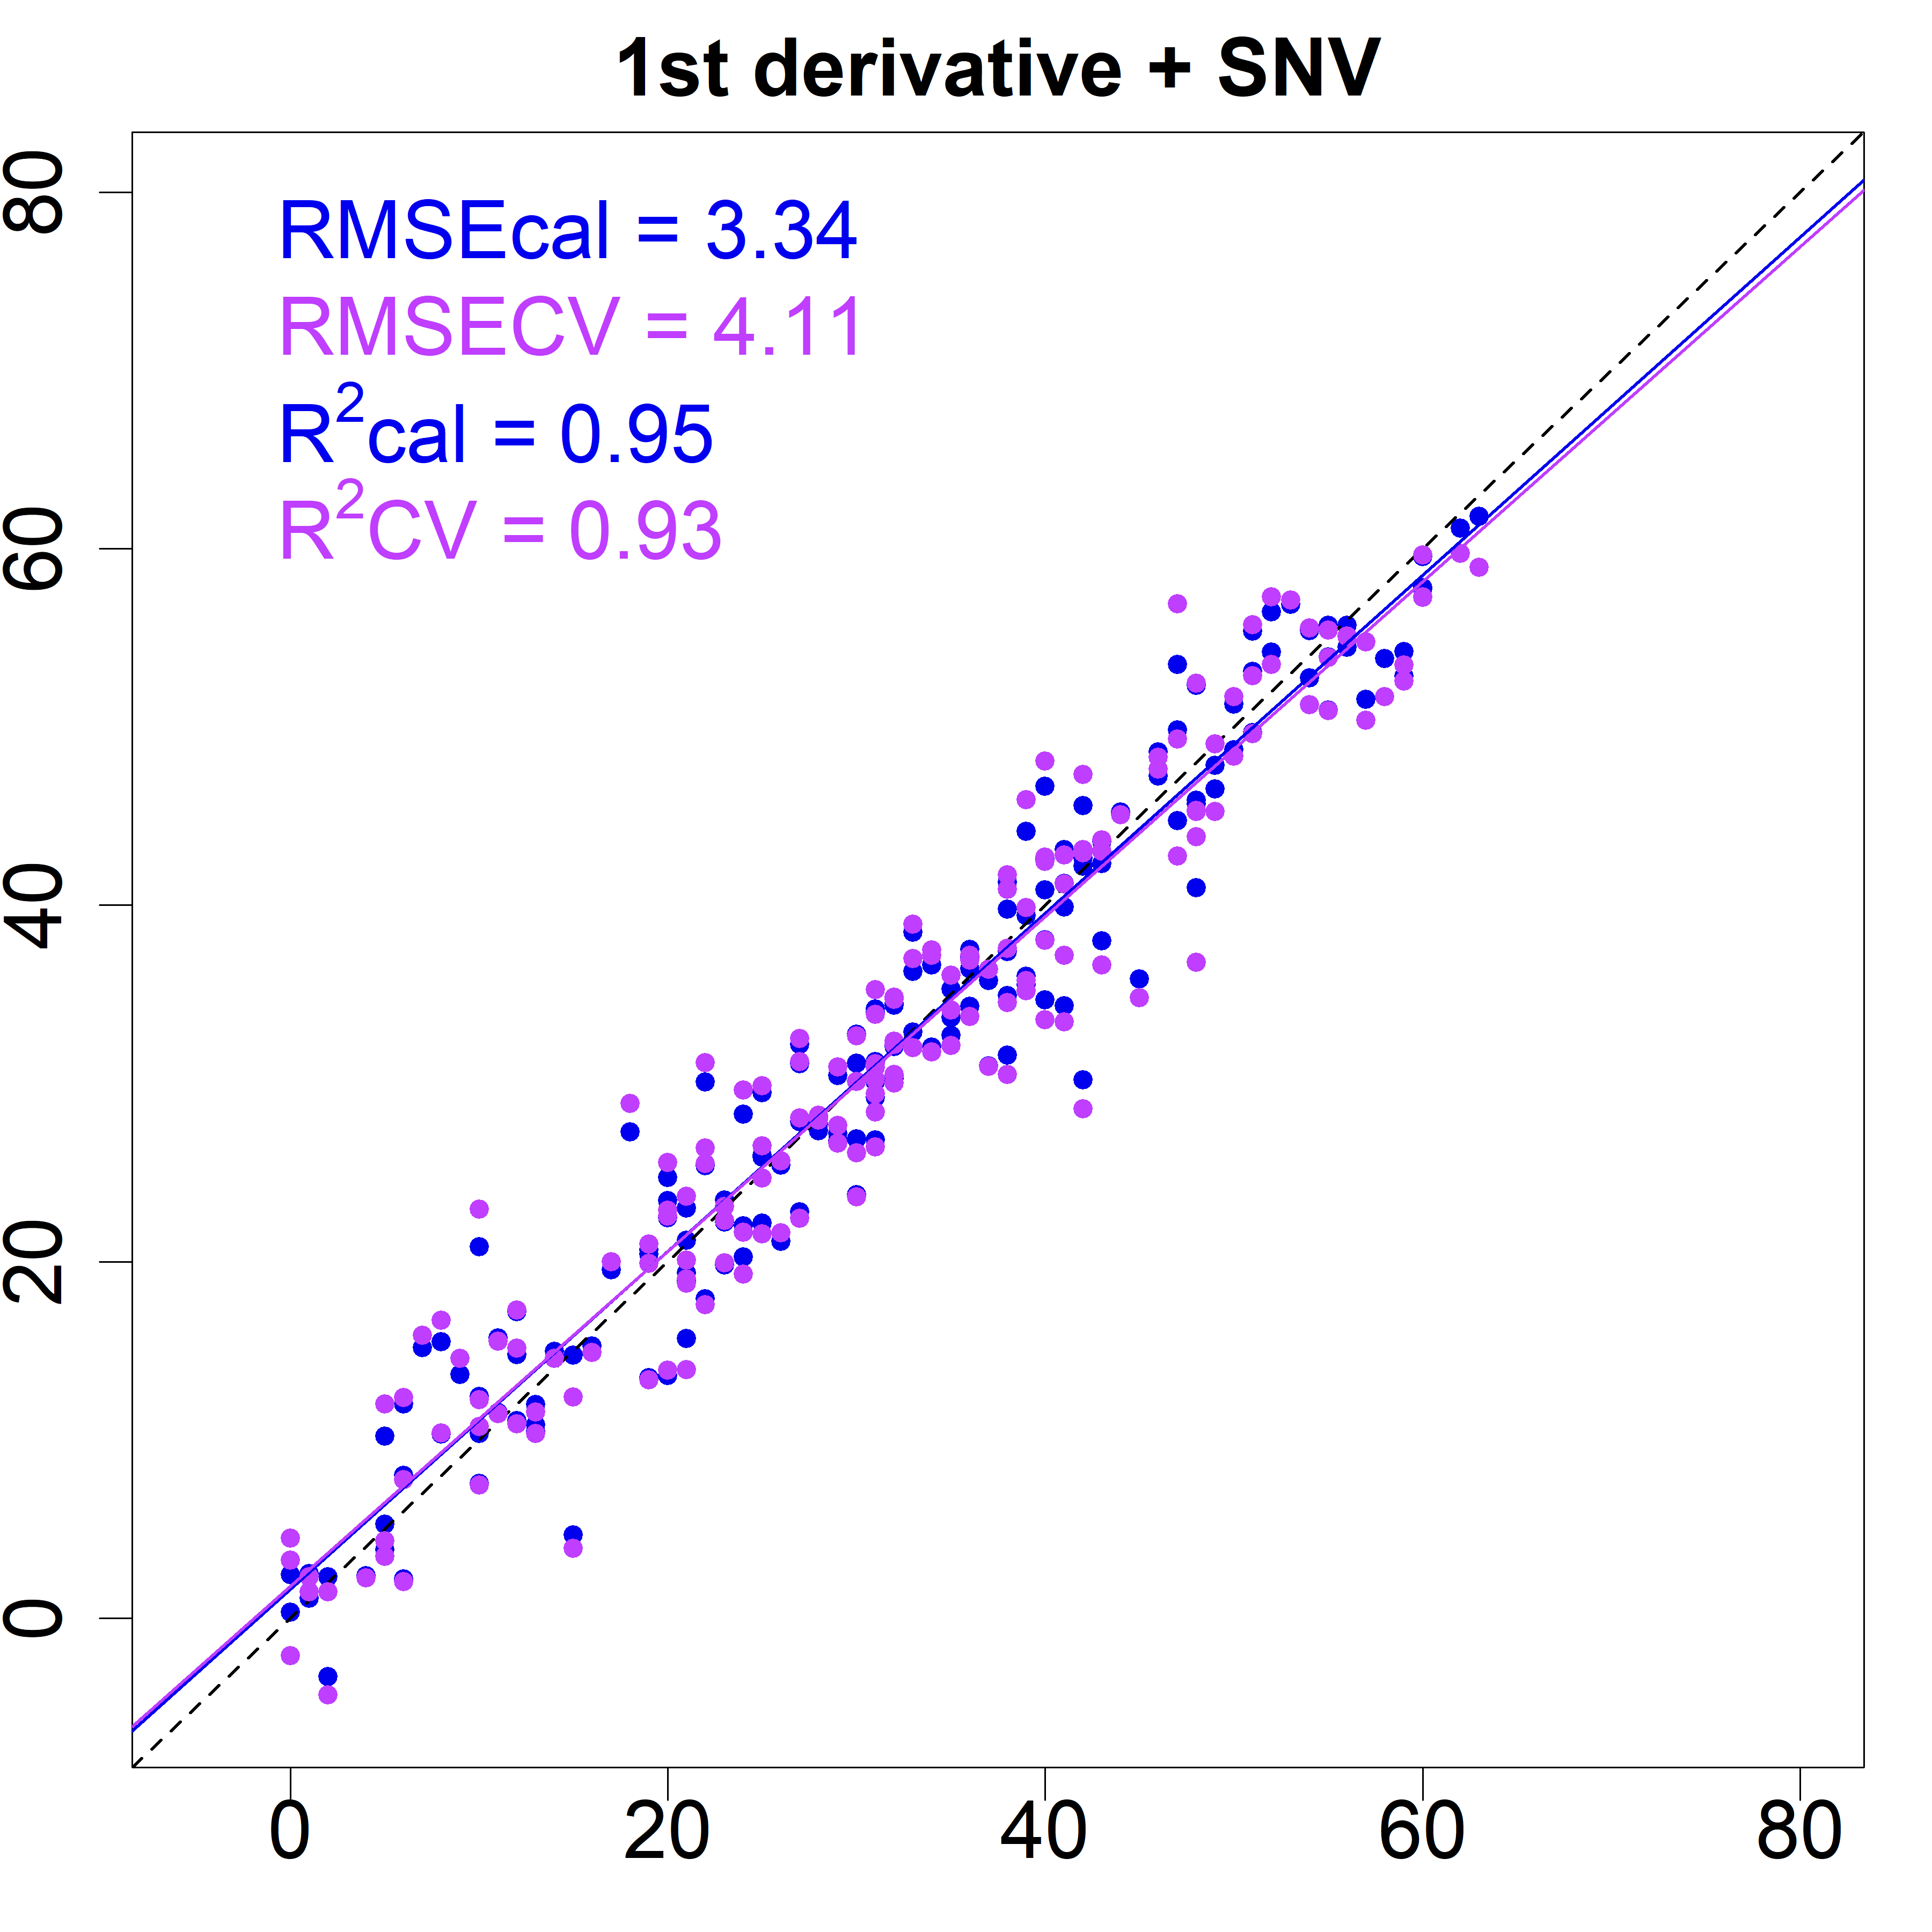 1st derivative + SNV
RMSEcal = 3.34
RMSECV = 4.11
R²cal = 0.95
R²CV = 0.93
80
60
40
20
0
0 20 40 60 80